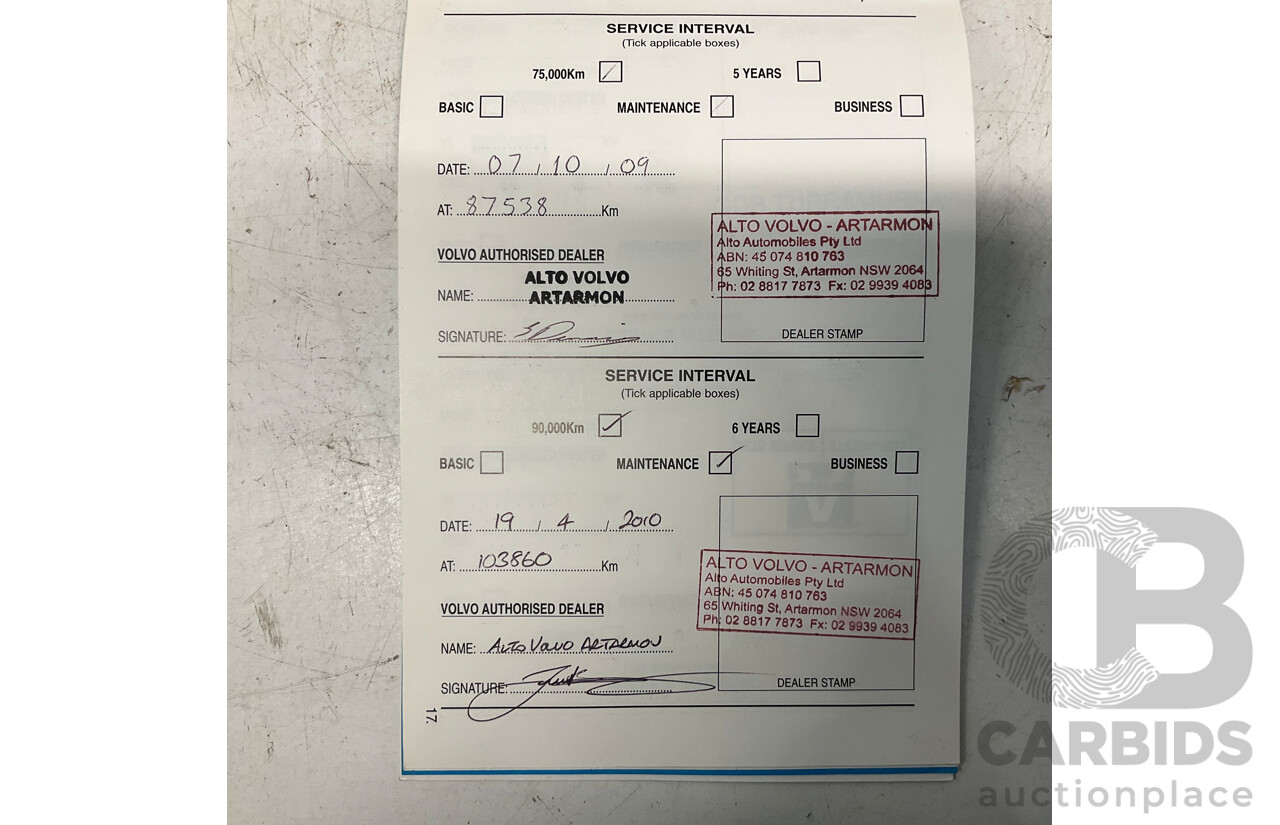 SERVICE INTERVAL
(Tick applicable boxes)
75,000Km 5 YEARS
BASIC MAINTENANCE BUSINESS
DATE: 07 / 10 / 09
AT: 87538 Km
VOLVO AUTHORISED DEALER
NAME: ALTO VOLVO
ARTARMON
SIGNATURE:
ALTO VOLVO - ARTARMON
Alto Automobiles Pty Ltd
ABN: 45 074 810 763
65 Whiting St, Artarmon NSW 2064
Ph: 02 8817 7873 Fx: 02 9939 4083
DEALER STAMP
SERVICE INTERVAL
(Tick applicable boxes)
90,000Km 6 YEARS
BASIC MAINTENANCE BUSINESS
DATE: 19 / 4 / 2010
AT: 103860 Km
VOLVO AUTHORISED DEALER
NAME: ALTO VOLVO ARTARMON
SIGNATURE:
ALTO VOLVO - ARTARMON
Alto Automobiles Pty Ltd
ABN: 45 074 810 763
65 Whiting St, Artarmon NSW 2064
Ph: 02 8817 7873 Fx: 02 9939 4083
DEALER STAMP
17.
CB
CARBIDS
auctionplace